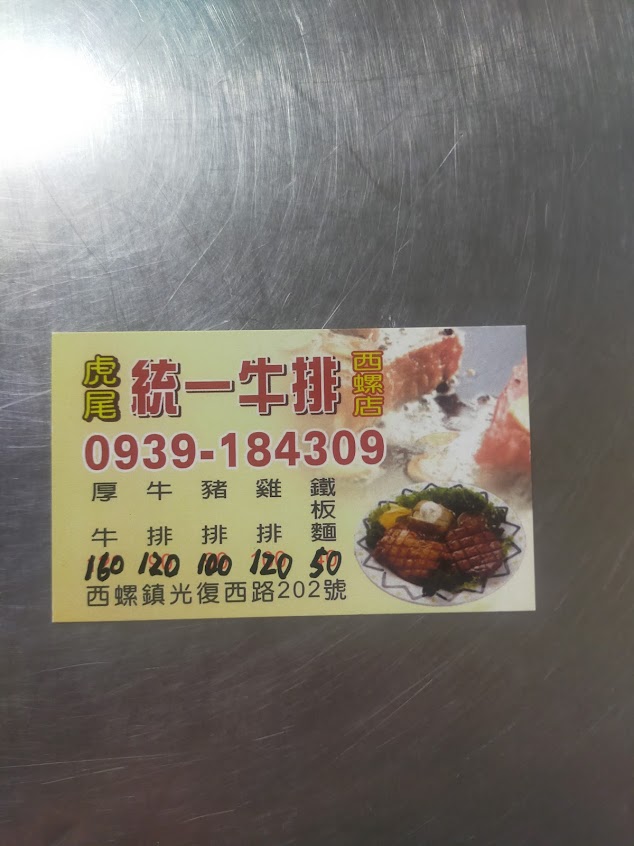 虎尾 統一牛排 西螺店
0939-184309
厚牛 牛排 豬排 雞排 鐵板麵
160 120 100 120 50
西螺鎮光復西路202號